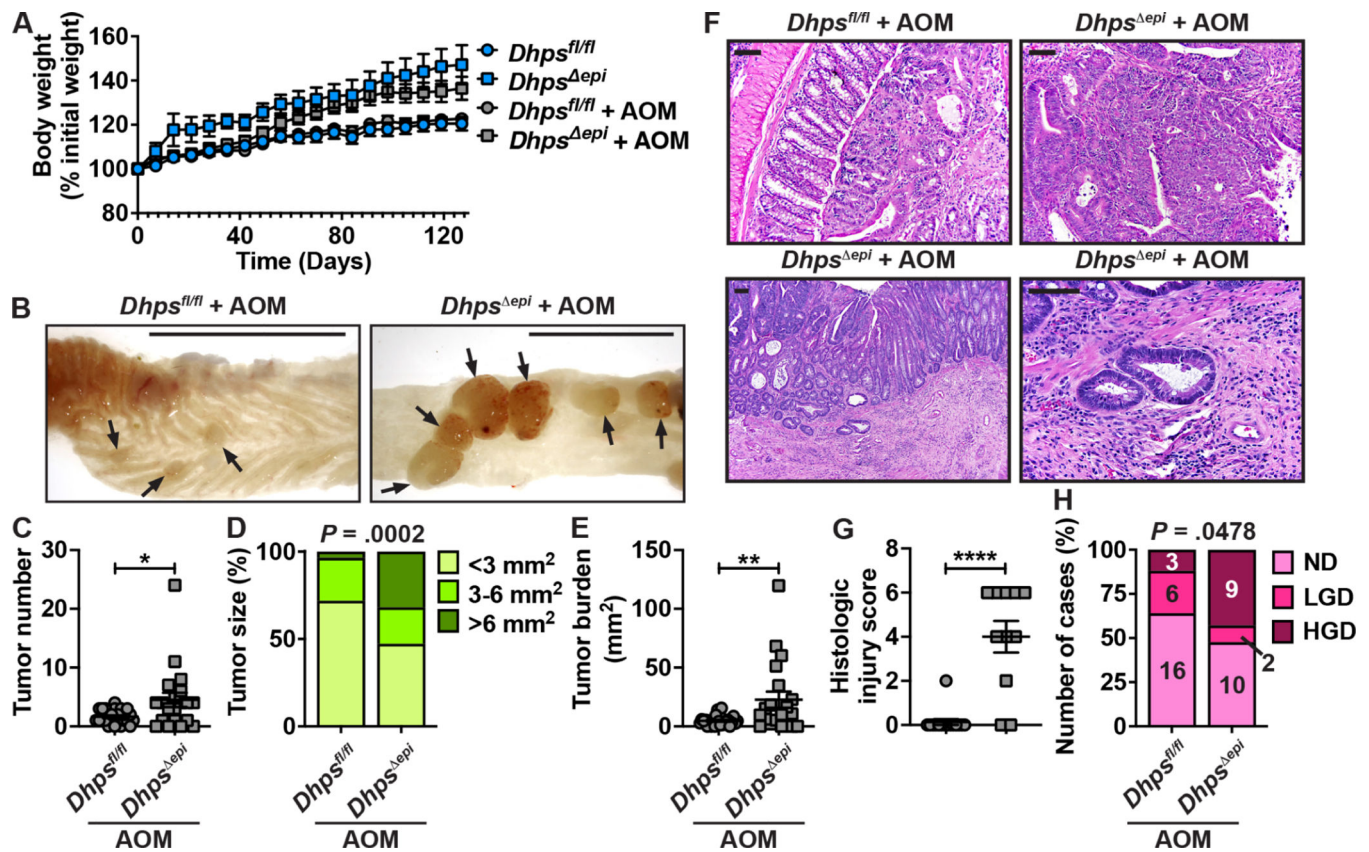 A
Body weight
(% initial weight)
160
140
120
100
80
0
40
80
120
Time (Days)
Dhps^fl/fl
Dhps^Δepi
Dhps^fl/fl + AOM
Dhps^Δepi + AOM
B
Dhps^fl/fl + AOM
Dhps^Δepi + AOM
C
Tumor number
30
20
10
0
*
Dhps^fl/fl
Dhps^Δepi
AOM
D
P = .0002
Tumor size (%)
100
50
0
<3 mm²
3-6 mm²
>6 mm²
Dhps^fl/fl
Dhps^Δepi
AOM
E
Tumor burden
(mm²)
150
100
50
0
**
Dhps^fl/fl
Dhps^Δepi
AOM
F
Dhps^fl/fl + AOM
Dhps^Δepi + AOM
Dhps^Δepi + AOM
Dhps^Δepi + AOM
G
Histologic
injury score
8
6
4
2
0
****
Dhps^fl/fl
Dhps^Δepi
AOM
H
P = .0478
Number of cases (%)
100
50
0
3
6
16
9
2
10
ND
LGD
HGD
Dhps^fl/fl
Dhps^Δepi
AOM